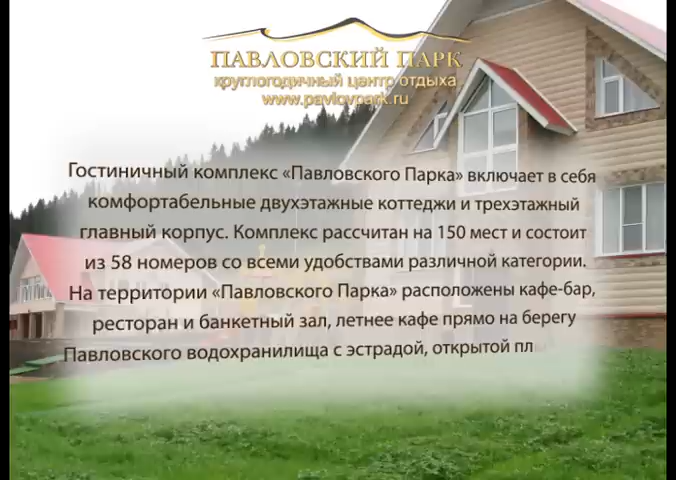 ПАВЛОВСКИЙ ПАРК
круглогодичный центр отдыха
www.pavlovpark.ru
Гостиничный комплекс «Павловского Парка» включает в себя
комфортабельные двухэтажные коттеджи и трехэтажный
главный корпус. Комплекс рассчитан на 150 мест и состоит
из 58 номеров со всеми удобствами различной категории.
На территории «Павловского Парка» расположены кафе-бар,
ресторан и банкетный зал, летнее кафе прямо на берегу
Павловского водохранилища с эстрадой, открытой пл